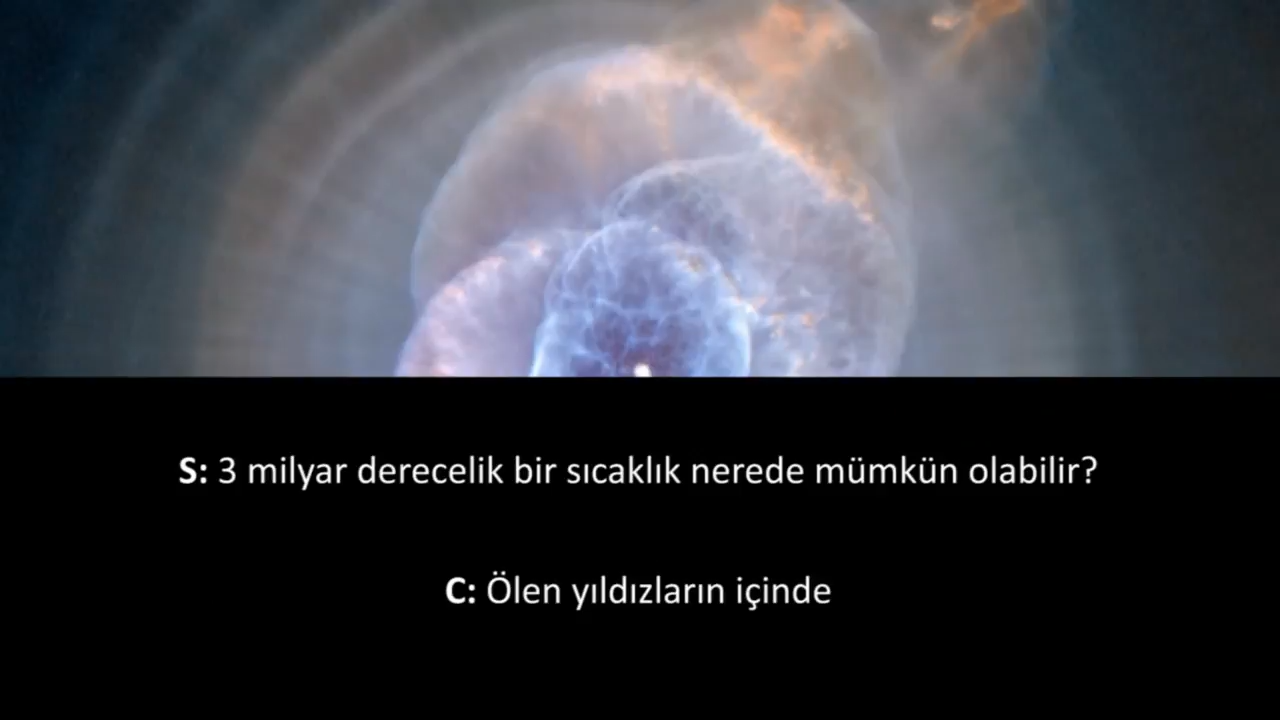 S: 3 milyar derecelik bir sıcaklık nerede mümkün olabilir?
C: Ölen yıldızların içinde